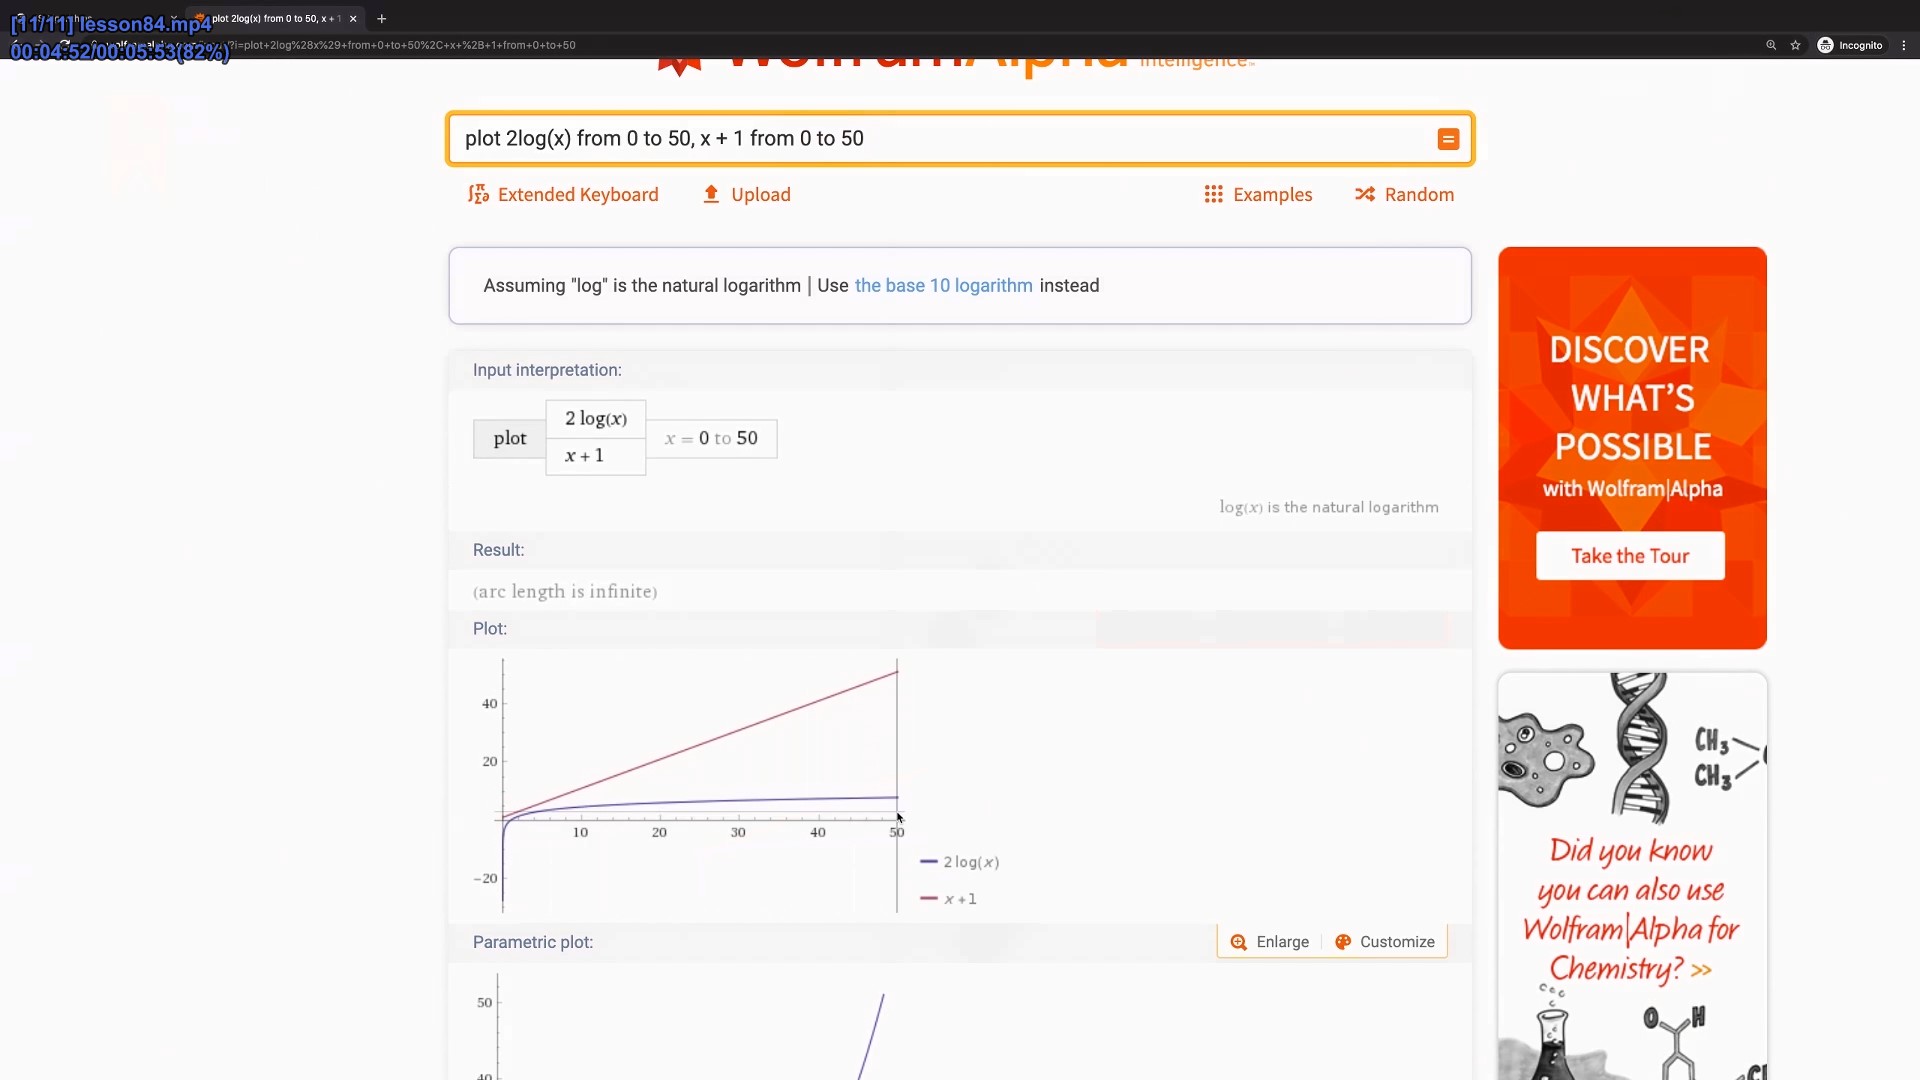 [11/11] lesson84.mp4
plot 2log(x) from 0 to 50, x + 1
00:04:52/00:05:53(82%)
?i=plot+2log%28x%29+from+0+to+50%2C+x+%2B+1+from+0+to+50
Incognito
plot 2log(x) from 0 to 50, x + 1 from 0 to 50
Extended Keyboard
Upload
Examples
Random
Assuming "log" is the natural logarithm | Use the base 10 logarithm instead
Input interpretation:
plot
2 log(x)
x + 1
x = 0 to 50
log(x) is the natural logarithm
Result:
(arc length is infinite)
Plot:
40
20
10 20 30 40 50
-20
2 log(x)
x + 1
Parametric plot:
Enlarge
Customize
50
40
DISCOVER
WHAT'S
POSSIBLE
with Wolfram|Alpha
Take the Tour
CH3
CH3
Did you know
you can also use
Wolfram|Alpha for
Chemistry? >>
O H